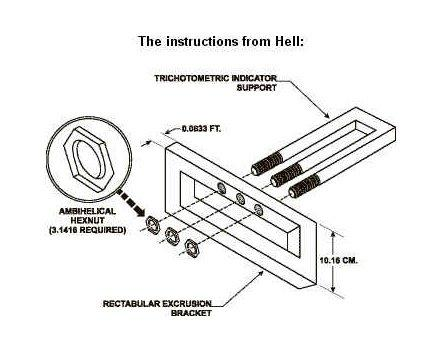 The instructions from Hell:
TRICHOTOMETRIC INDICATOR
SUPPORT
0.0833 FT.
AMBIHELICAL
HEXNUT
(3.1416 REQUIRED)
10.16 CM.
RECTABULAR EXCRUSION
BRACKET